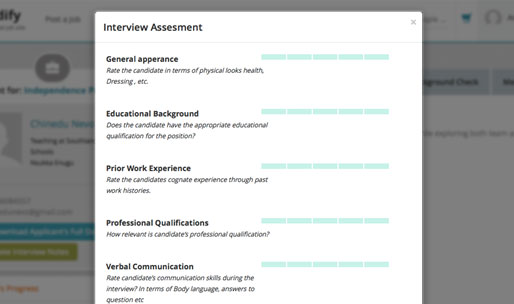 dify
Post a job
Interview Assesment
×
General apperance
Rate the candidate in terms of physical looks health,
Dressing , etc.
Educational Background
Does the candidate have the appropriate educational
qualification for the position?
Prior Work Experience
Rate the candidates cognate experience through past
work histories.
Professional Qualifications
How relevant is candidate's professional qualification?
Verbal Communication
Rate candidate's communication skills during the
interview? In terms of Body language, answers to
question etc
t for: Independence P
Chinedu Nevo
Teaching at Southwin
Schools
Nsukka Enugu
@gmail.com
ownload Applicant's Full D
e Interview Notes
s Progress
ground Check
fe exploring both team a